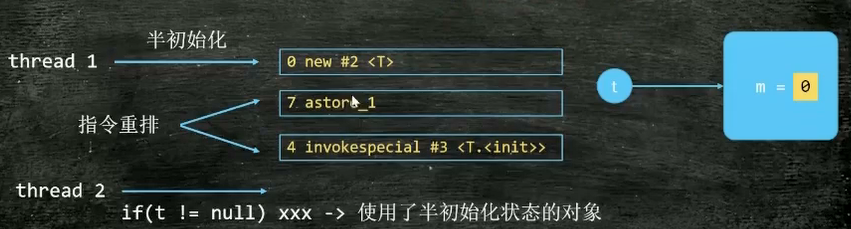 半初始化
thread 1
0 new #2 <T>
t
m = 0
7 astore_1
指令重排
4 invokespecial #3 <T.<init>>
thread 2
if(t != null) xxx -> 使用了半初始化状态的对象